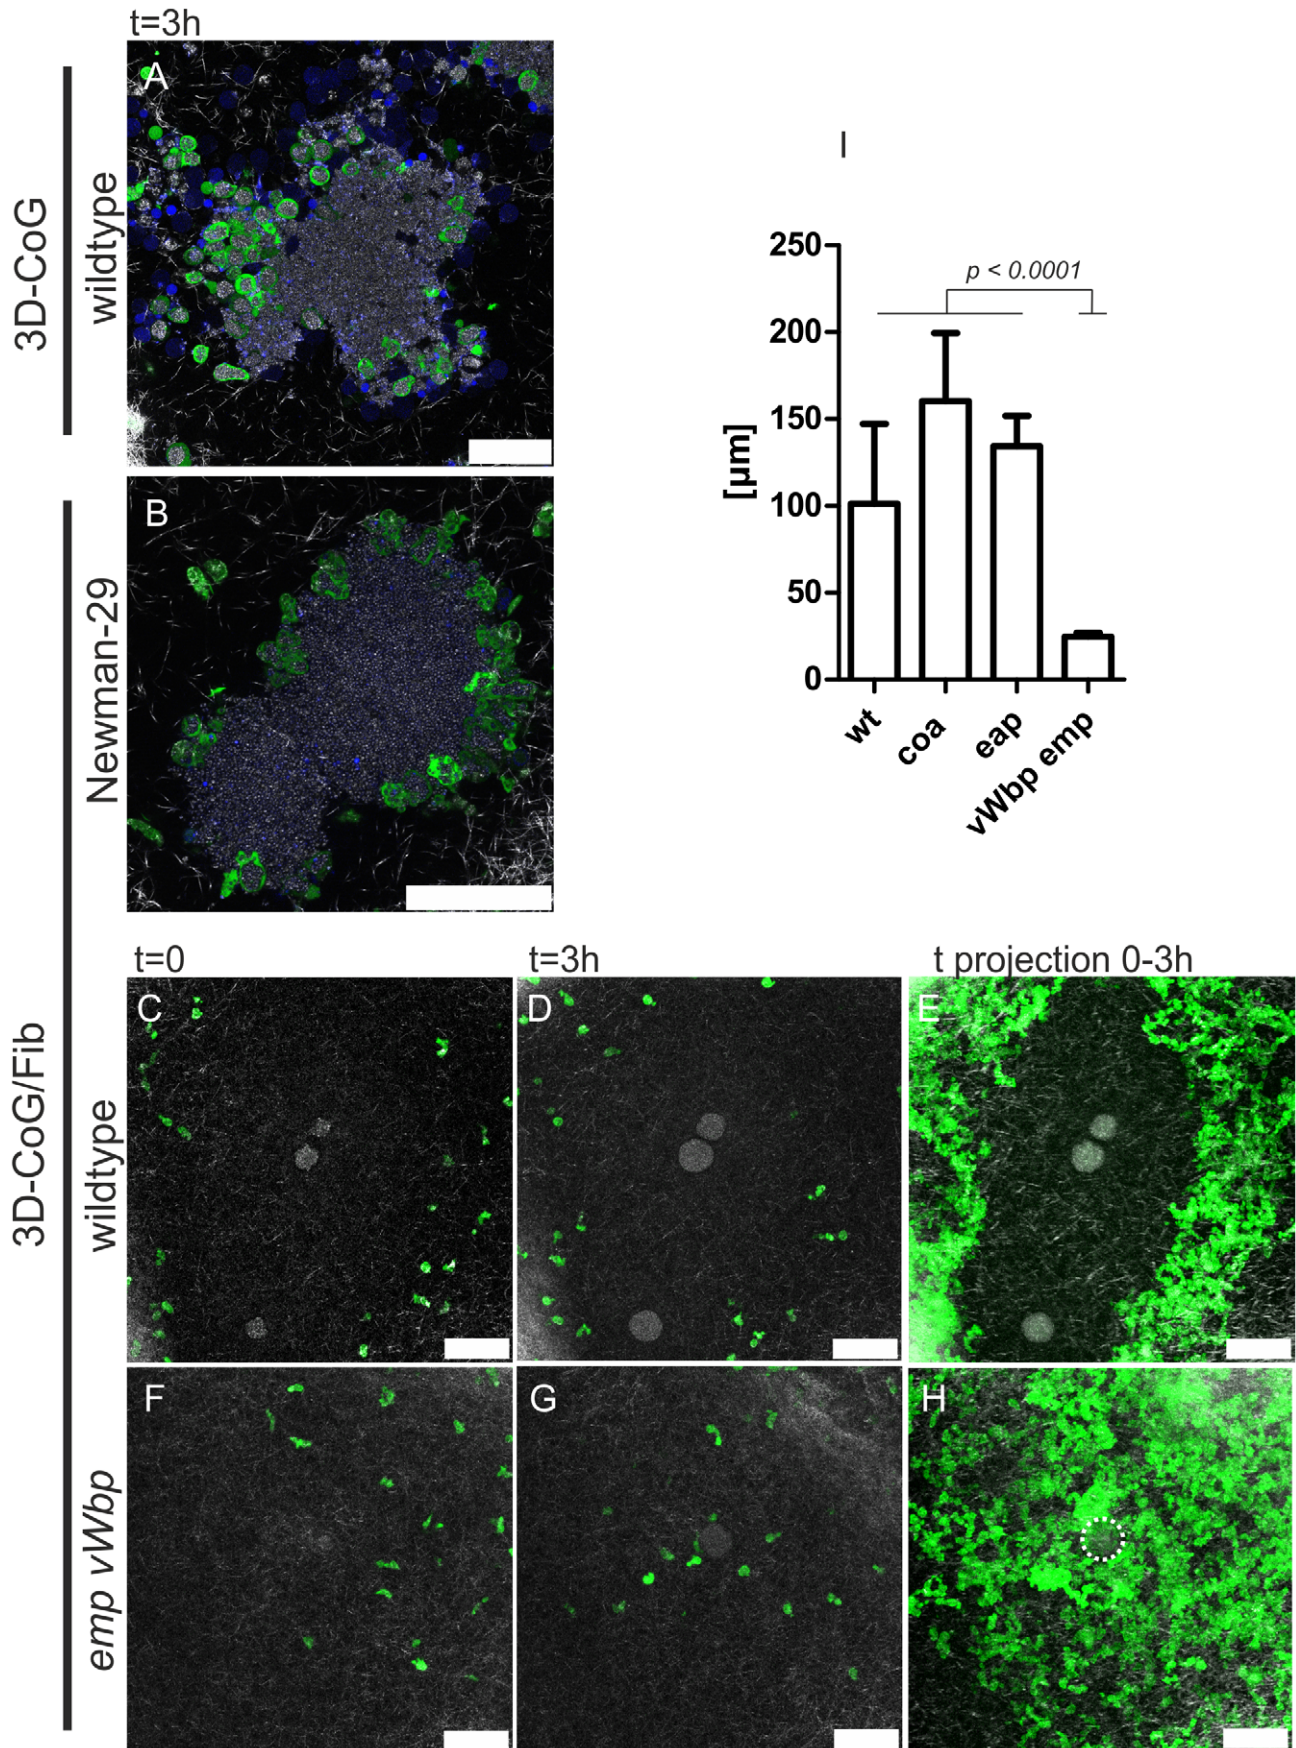 t=3h
A
3D-CoG
wildtype
B
Newman-29
I
250
200
150
100
50
0
[µm]
p < 0.0001
wt
coa
eap
vWbp emp
3D-CoG/Fib
t=0
t=3h
t projection 0-3h
wildtype
C
D
E
emp vWbp
F
G
H